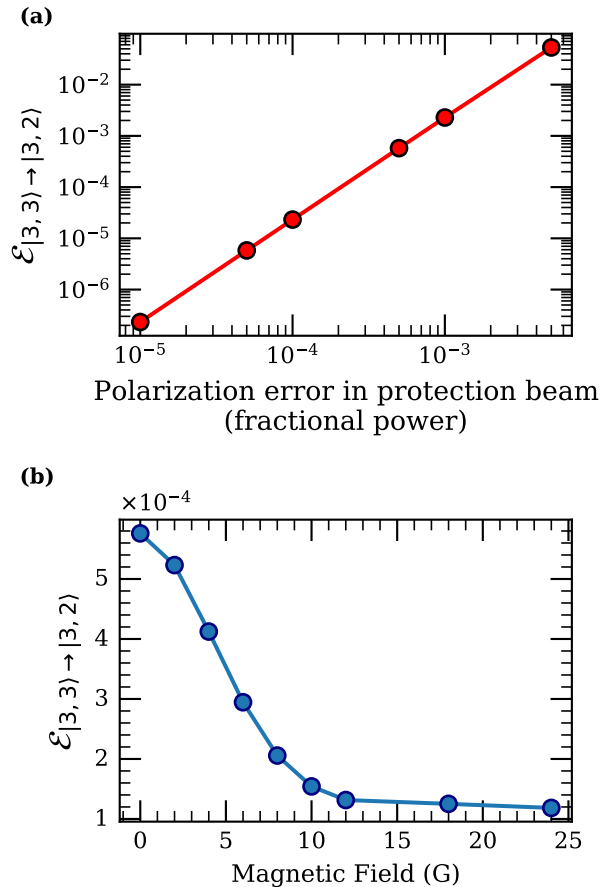 (a)
10⁻²
10⁻³
10⁻⁴
10⁻⁵
10⁻⁶
ℰ|3, 3⟩ → |3, 2⟩
10⁻⁵ 10⁻⁴ 10⁻³
Polarization error in protection beam
(fractional power)
(b)
×10⁻⁴
5
4
3
2
1
ℰ|3, 3⟩ → |3, 2⟩
0 5 10 15 20 25
Magnetic Field (G)